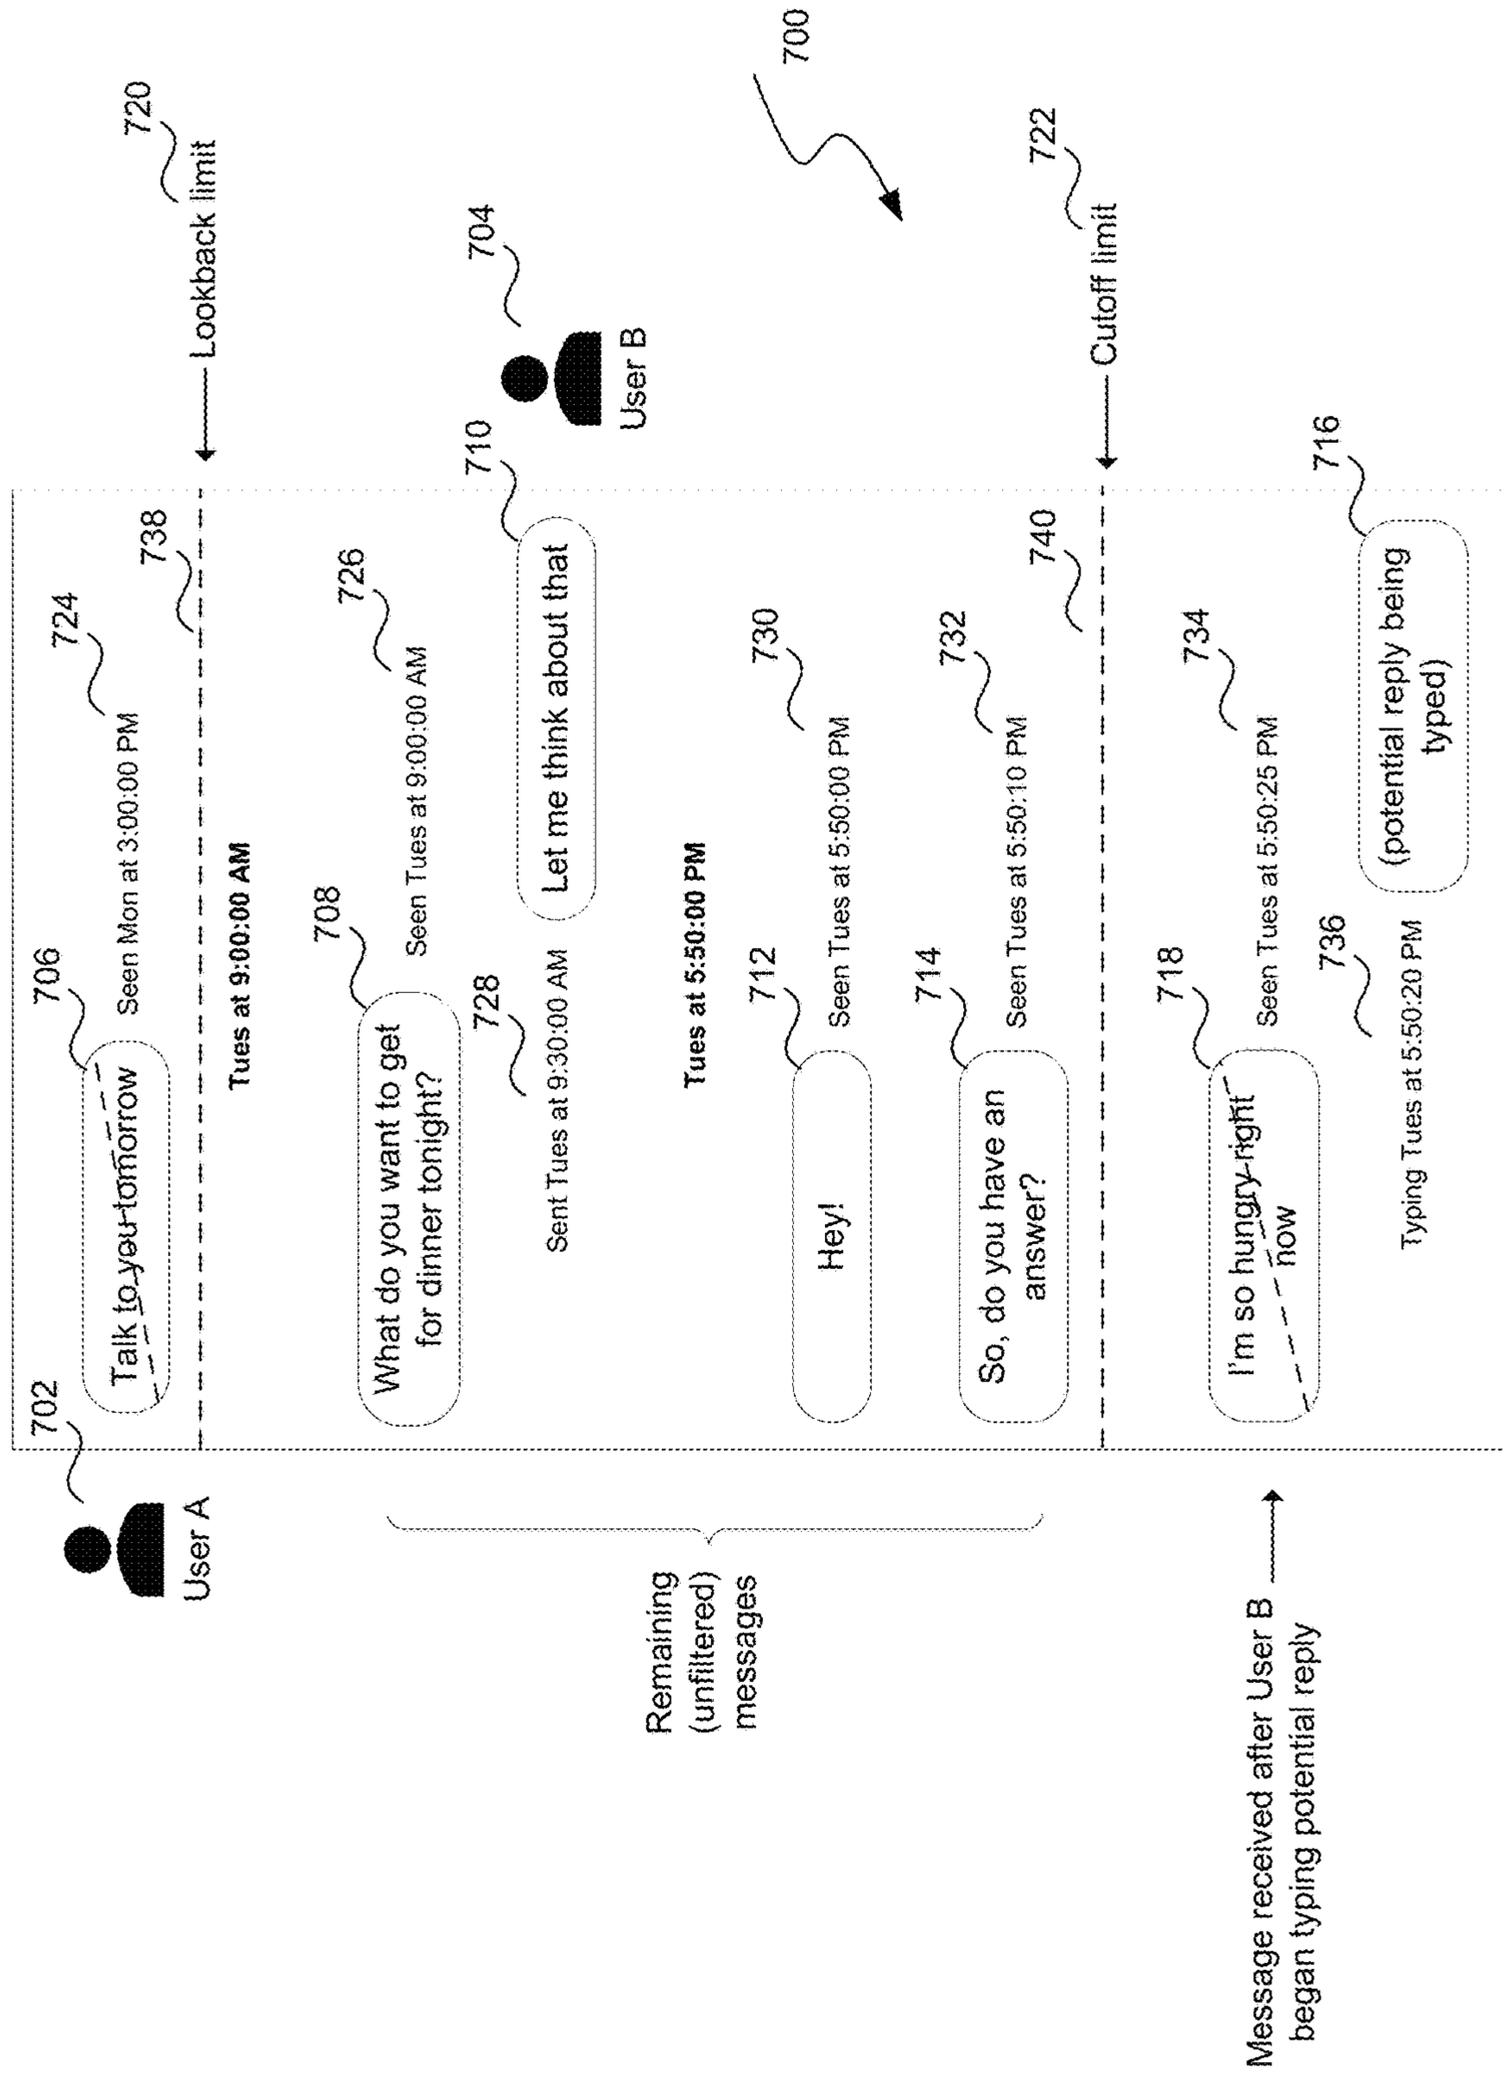 702
User A
706
Talk to you tomorrow
724
Seen Mon at 3:00:00 PM
738
720
Lookback limit
Tues at 9:00:00 AM
708
What do you want to get
for dinner tonight?
726
Seen Tues at 9:00:00 AM
728
Sent Tues at 9:30:00 AM
710
Let me think about that
704
User B
Remaining
(unfiltered)
messages
Tues at 5:50:00 PM
700
712
Hey!
730
Seen Tues at 5:50:00 PM
714
So, do you have an
answer?
732
Seen Tues at 5:50:10 PM
740
722
Cutoff limit
Message received after User B
began typing potential reply
718
I'm so hungry right
now
734
Seen Tues at 5:50:25 PM
736
Typing Tues at 5:50:20 PM
716
(potential reply being
typed)